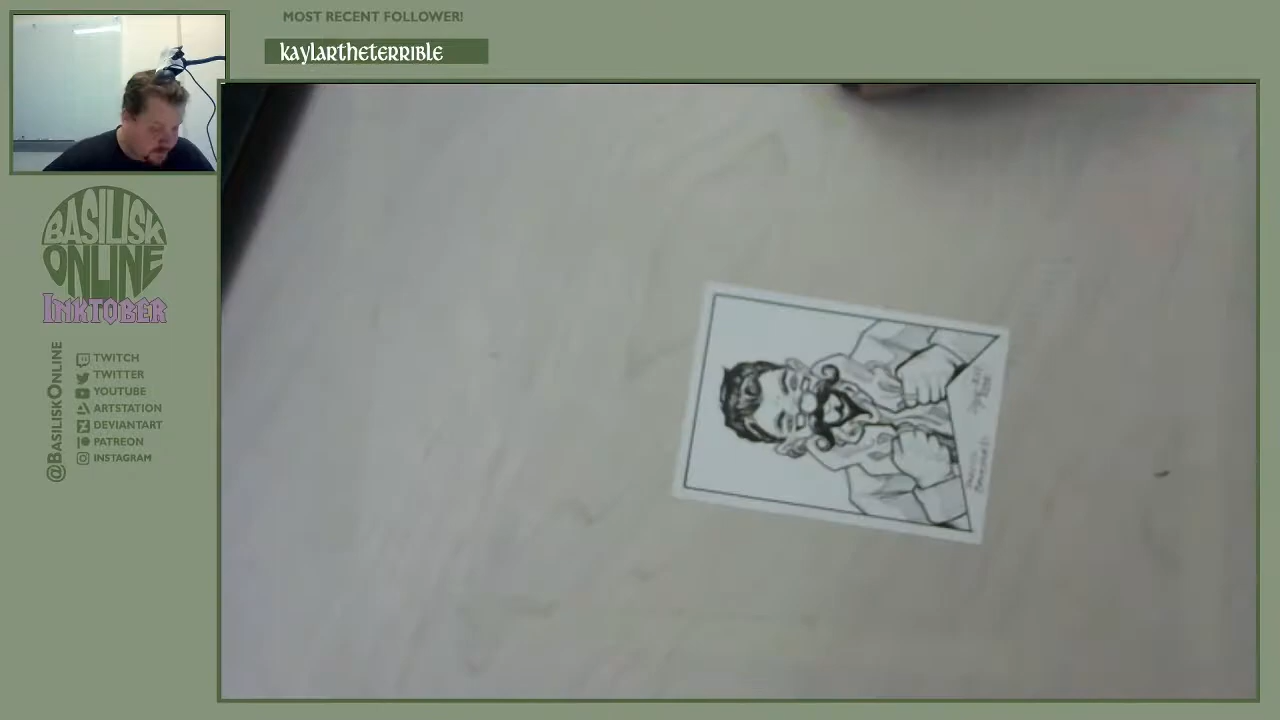 MOST RECENT FOLLOWER!
kaylartheterrible
BASILISK
ONLINE
INKTOBER
@BASILISKONLINE
TWITCH
TWITTER
YOUTUBE
ARTSTATION
DEVIANTART
PATREON
INSTAGRAM